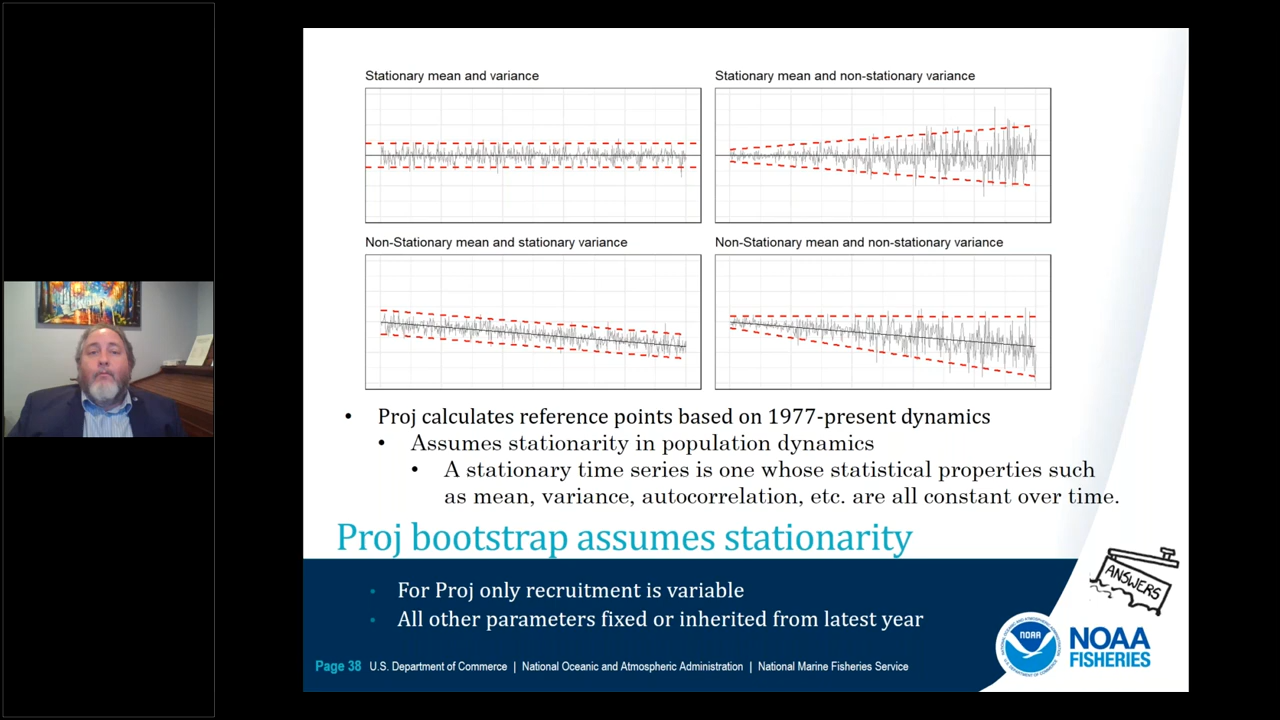 Stationary mean and variance
Stationary mean and non-stationary variance
Non-Stationary mean and stationary variance
Non-Stationary mean and non-stationary variance
• Proj calculates reference points based on 1977-present dynamics
• Assumes stationarity in population dynamics
• A stationary time series is one whose statistical properties such
as mean, variance, autocorrelation, etc. are all constant over time.
Proj bootstrap assumes stationarity
• For Proj only recruitment is variable
• All other parameters fixed or inherited from latest year
ANSWERS
NOAA
NOAA
FISHERIES
Page 38 U.S. Department of Commerce | National Oceanic and Atmospheric Administration | National Marine Fisheries Service